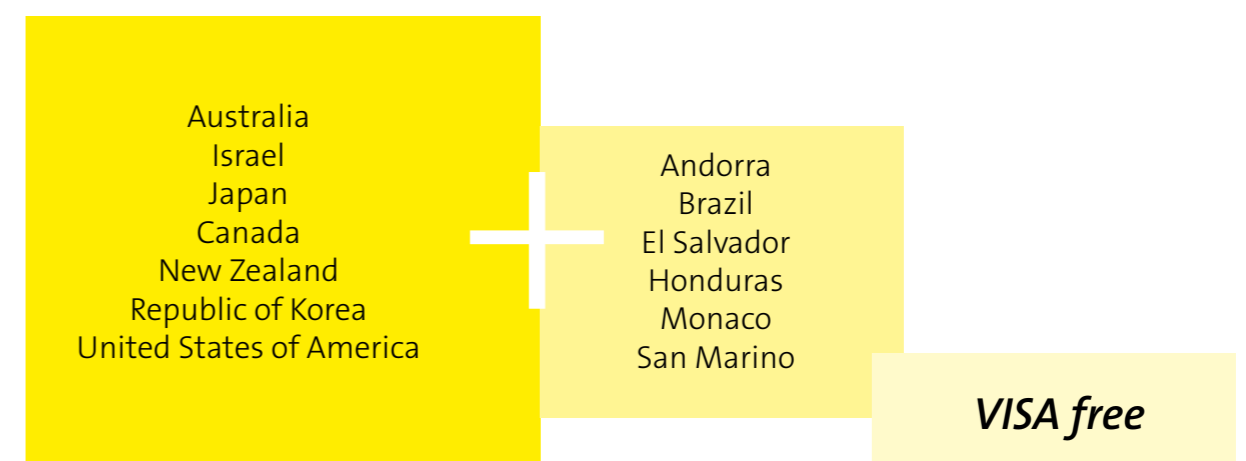 Australia
Israel
Japan
Canada
New Zealand
Republic of Korea
United States of America
Andorra
Brazil
El Salvador
Honduras
Monaco
San Marino
VISA free